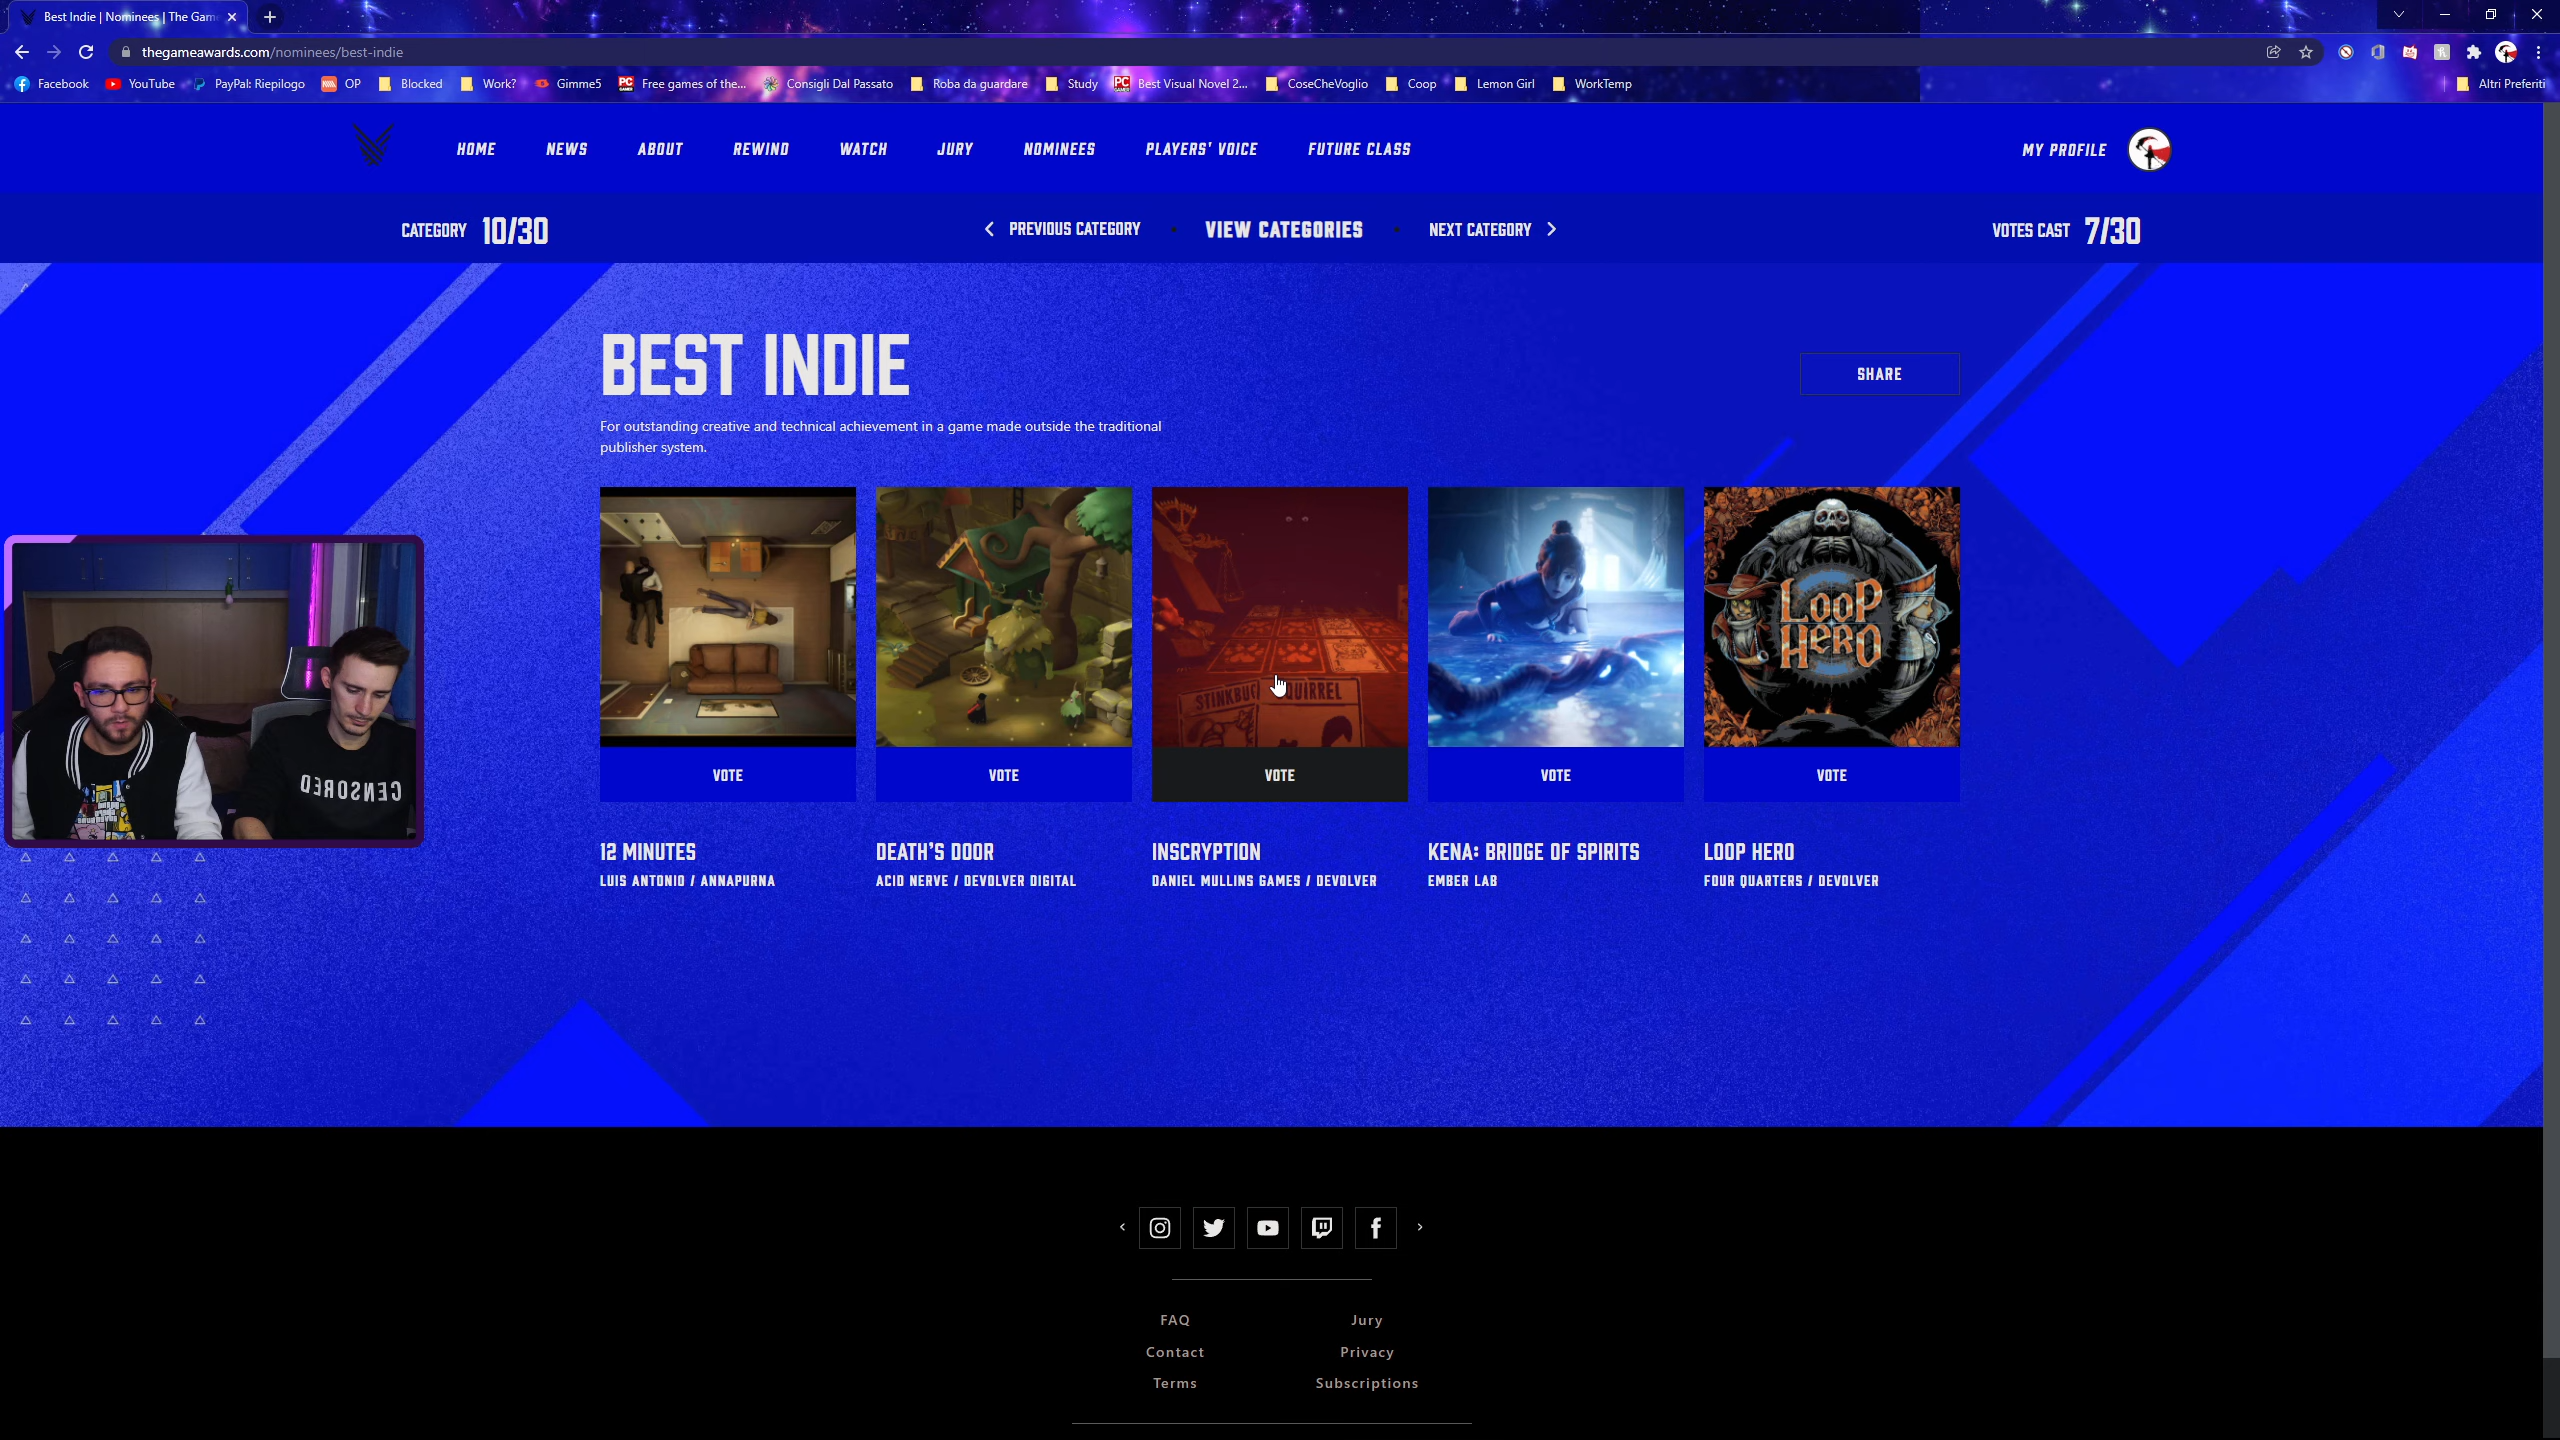 Best Indie | Nominees | The Gam
thegameawards.com/nominees/best-indie
Facebook YouTube PayPal: Riepilogo OP Blocked Work? Gimme5 Free games of the... Consigli Dal Passato Roba da guardare Study Best Visual Novel 2... CoseCheVoglio Coop Lemon Girl WorkTemp Altri Preferiti
HOME NEWS ABOUT REWIND WATCH JURY NOMINEES PLAYERS' VOICE FUTURE CLASS MY PROFILE
CATEGORY 10/30 PREVIOUS CATEGORY VIEW CATEGORIES NEXT CATEGORY VOTES CAST 7/30
BEST INDIE
SHARE
For outstanding creative and technical achievement in a game made outside the traditional
publisher system.
LOOP
HERO
STINKBUG SQUIRREL
CENSORED
VOTE VOTE VOTE VOTE VOTE
12 MINUTES DEATH'S DOOR INSCRYPTION KENA: BRIDGE OF SPIRITS LOOP HERO
LUIS ANTONIO / ANNAPURNA ACID NERVE / DEVOLVER DIGITAL DANIEL MULLINS GAMES / DEVOLVER EMBER LAB FOUR QUARTERS / DEVOLVER
FAQ Jury
Contact Privacy
Terms Subscriptions